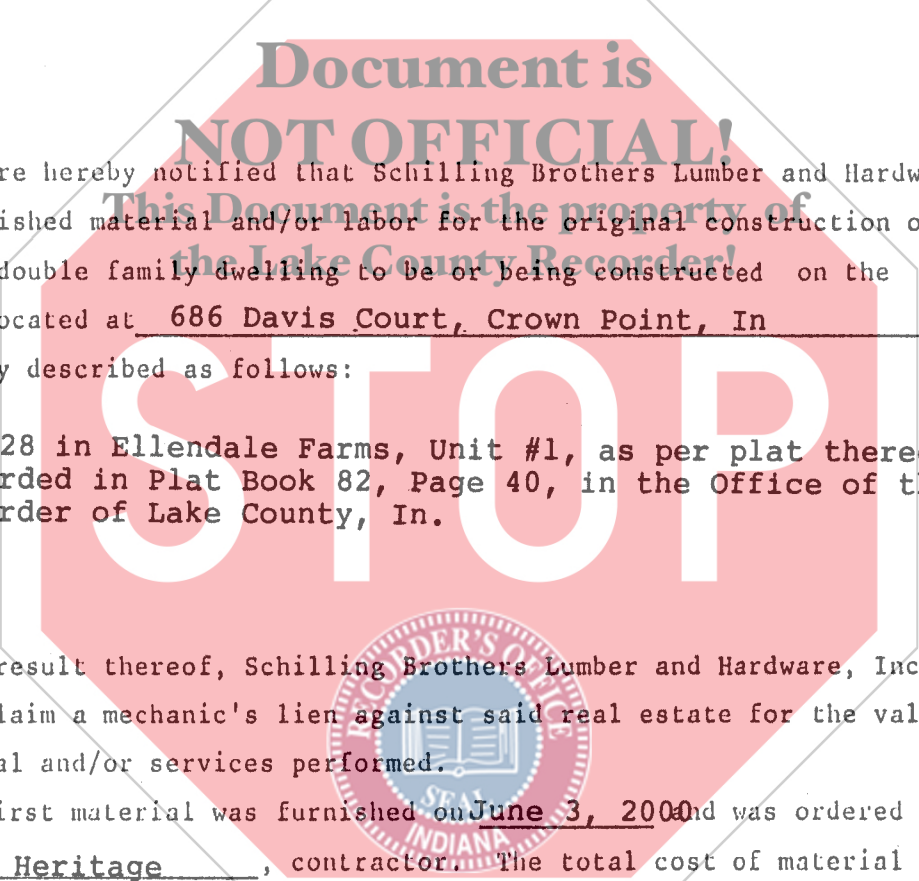 Document is
NOT OFFICIAL!
re hereby notified that Schilling Brothers Lumber and Hardw
This Document is the property of
ished material and/or labor for the original construction o
the Lake County Recorder!
double family dwelling to be or being constructed on the
ocated at 686 Davis Court, Crown Point, In
y described as follows:
STOP
28 in Ellendale Farms, Unit #1, as per plat there
rded in Plat Book 82, Page 40, in the Office of t
rder of Lake County, In.
result thereof, Schilling Brothers Lumber and Hardware, Inc
laim a mechanic's lien against said real estate for the val
al and/or services performed.
RECORDER'S OFFICE
SEAL
INDIANA
irst material was furnished on June 3, 2000 and was ordered
Heritage , contractor. The total cost of material